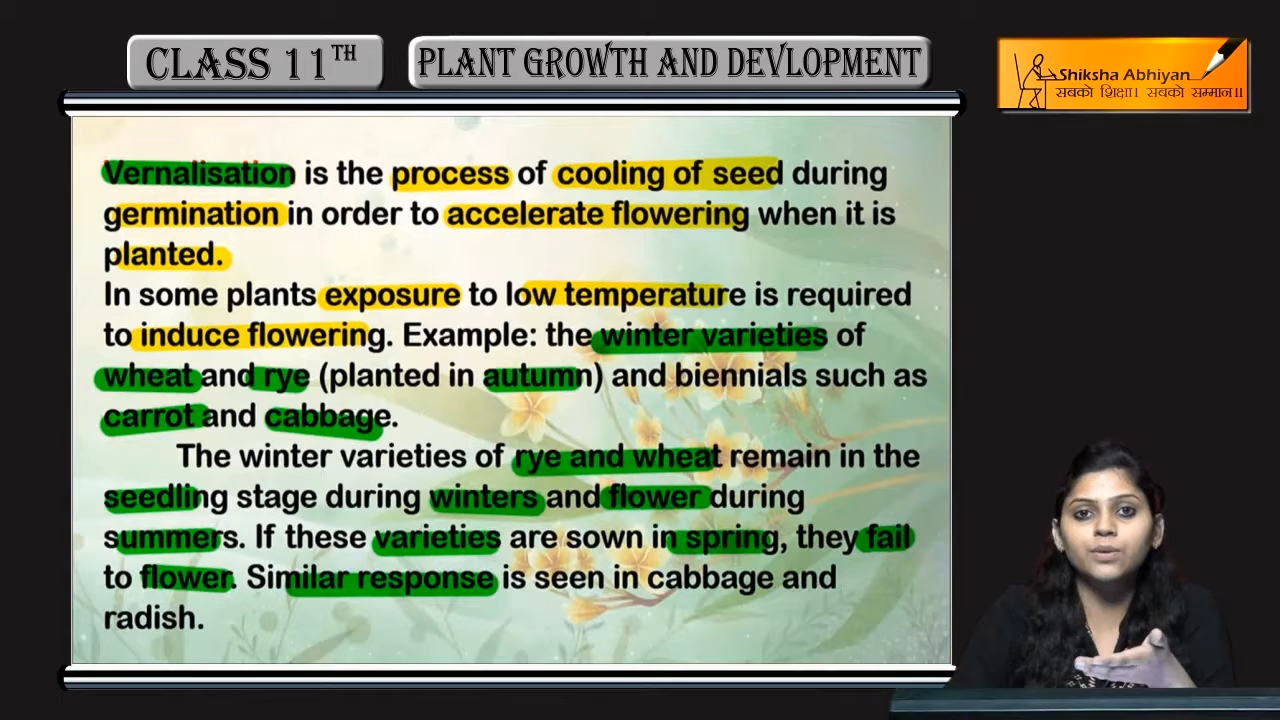 CLASS 11TH
PLANT GROWTH AND DEVLOPMENT
Shiksha Abhiyan
सबको शिक्षा। सबको सम्मान।।
Vernalisation is the process of cooling of seed during
germination in order to accelerate flowering when it is
planted.
In some plants exposure to low temperature is required
to induce flowering. Example: the winter varieties of
wheat and rye (planted in autumn) and biennials such as
carrot and cabbage.
The winter varieties of rye and wheat remain in the
seedling stage during winters and flower during
summers. If these varieties are sown in spring, they fail
to flower. Similar response is seen in cabbage and
radish.